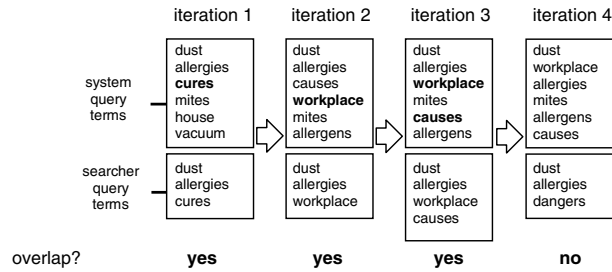 iteration 1 iteration 2 iteration 3 iteration 4
system
query
terms
dust
allergies
cures
mites
house
vacuum
dust
allergies
causes
workplace
mites
allergens
dust
allergies
workplace
mites
causes
allergens
dust
workplace
allergies
mites
allergens
causes
searcher
query
terms
dust
allergies
cures
dust
allergies
workplace
dust
allergies
workplace
causes
dust
allergies
dangers
overlap? yes yes yes no